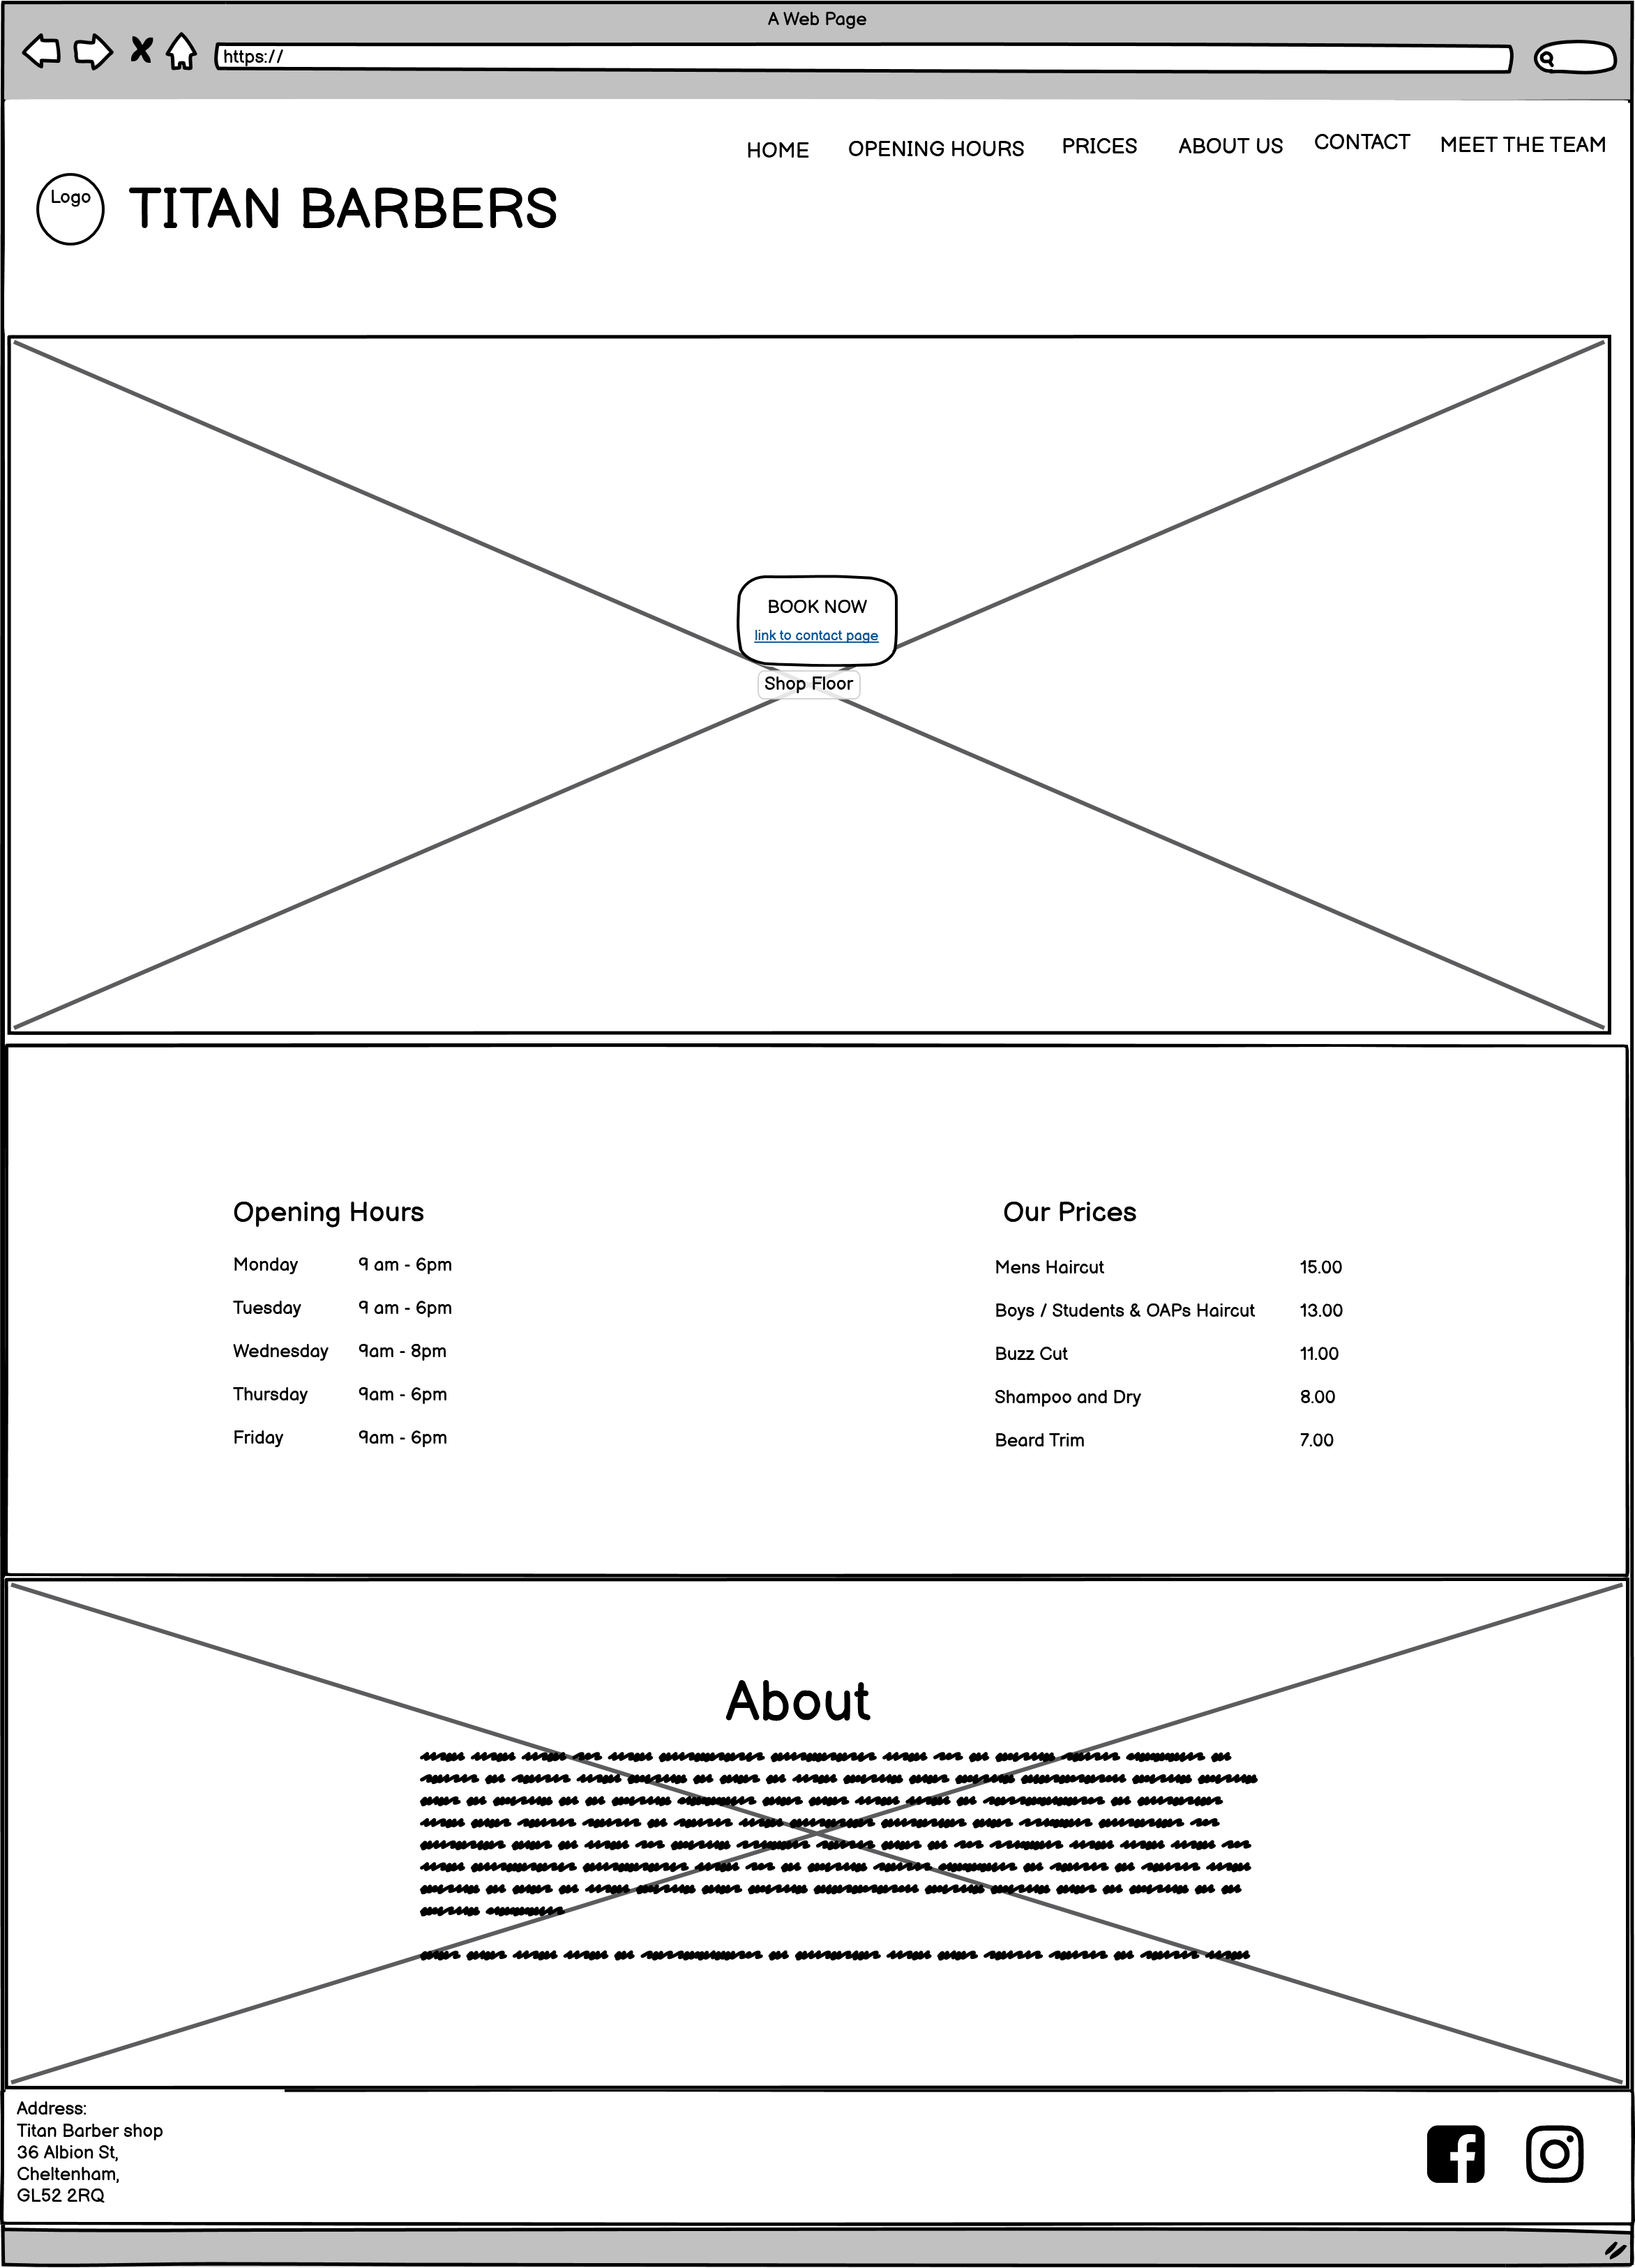 A Web Page
https://
HOME OPENING HOURS PRICES ABOUT US CONTACT MEET THE TEAM
Logo
TITAN BARBERS
BOOK NOW
link to contact page
Shop Floor
Opening Hours
Monday 9 am - 6pm
Tuesday 9 am - 6pm
Wednesday 9am - 8pm
Thursday 9am - 6pm
Friday 9am - 6pm
Our Prices
Mens Haircut 15.00
Boys / Students & OAPs Haircut 13.00
Buzz Cut 11.00
Shampoo and Dry 8.00
Beard Trim 7.00
About
Address:
Titan Barber shop
36 Albion St,
Cheltenham,
GL52 2RQ